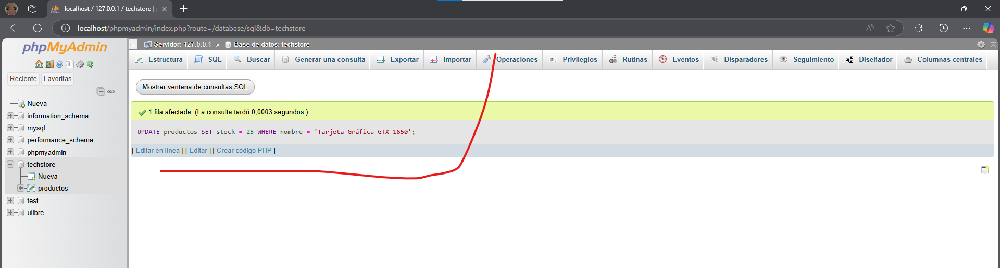 localhost / 127.0.0.1 / techstore |
localhost/phpmyadmin/index.php?route=/database/sql&db=techstore
phpMyAdmin
Reciente Favoritas
Nueva
information_schema
mysql
performance_schema
phpmyadmin
techstore
Nueva
productos
test
ulibre
Servidor: 127.0.0.1 » Base de datos: techstore
Estructura SQL Buscar Generar una consulta Exportar Importar Operaciones Privilegios Rutinas Eventos Disparadores Seguimiento Diseñador Columnas centrales
Mostrar ventana de consultas SQL
1 fila afectada. (La consulta tardó 0,0003 segundos.)
UPDATE productos SET stock = 25 WHERE nombre = 'Tarjeta Gráfica GTX 1650';
[ Editar en línea ] [ Editar ] [ Crear código PHP ]